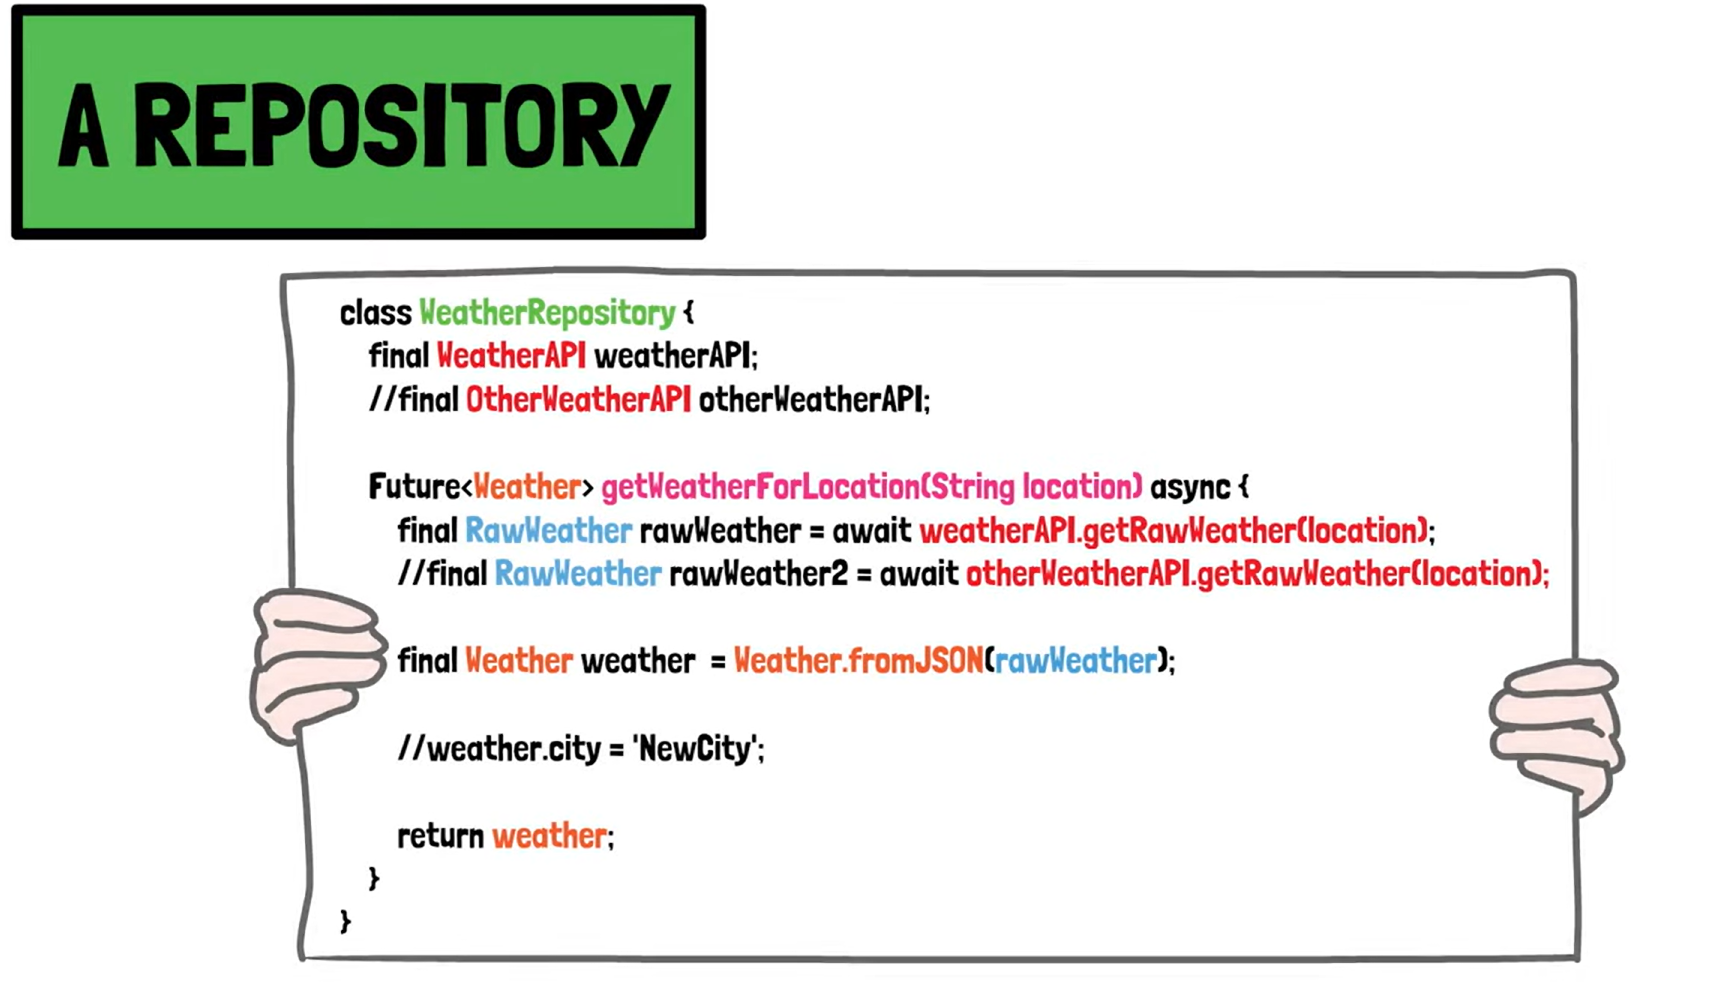 A REPOSITORY
class WeatherRepository {
final WeatherAPI weatherAPI;
//final OtherWeatherAPI otherWeatherAPI;
Future<Weather> getWeatherForLocation(String location) async {
final RawWeather rawWeather = await weatherAPI.getRawWeather(location);
//final RawWeather rawWeather2 = await otherWeatherAPI.getRawWeather(location);
final Weather weather = Weather.fromJSON(rawWeather);
//weather.city = 'NewCity';
return weather;
}
}